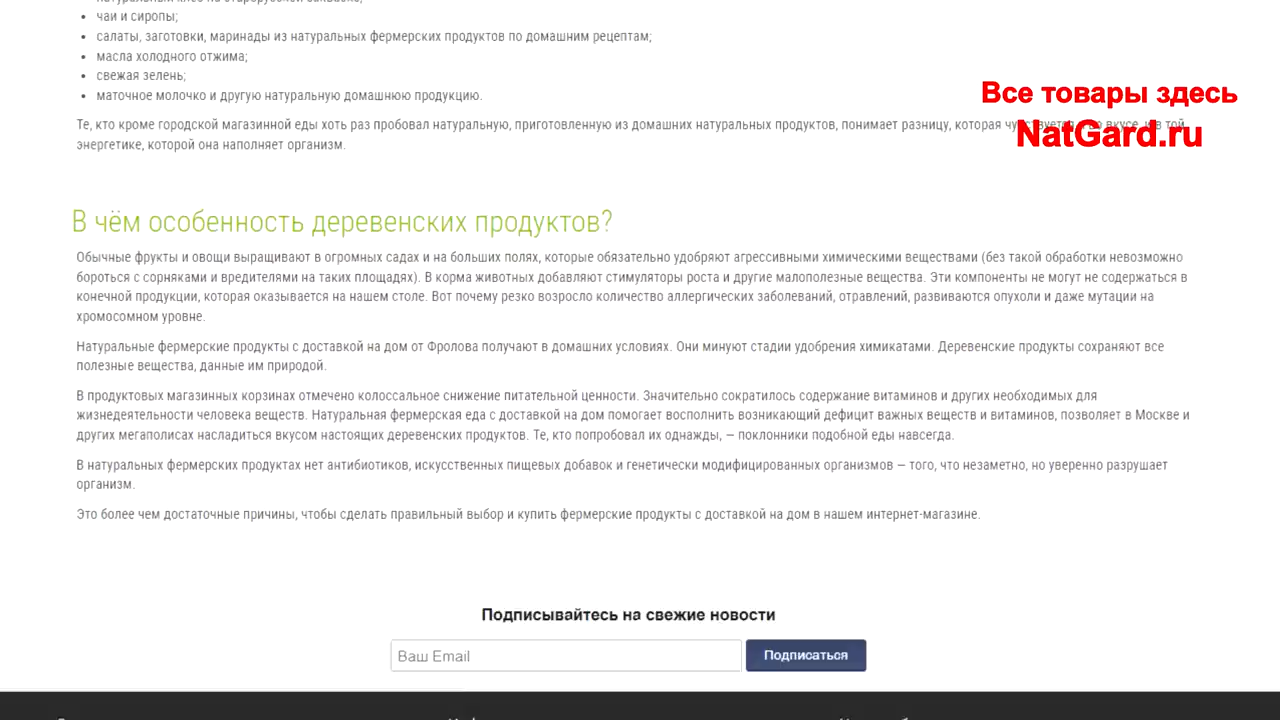 чаи и сиропы;
салаты, заготовки, маринады из натуральных фермерских продуктов по домашним рецептам;
масла холодного отжима;
свежая зелень;
маточное молочко и другую натуральную домашнюю продукцию.
Все товары здесь
NatGard.ru
Те, кто кроме городской магазинной еды хоть раз пробовал натуральную, приготовленную из домашних натуральных продуктов, понимает разницу, которая в той
энергетике, которой она наполняет организм.
В чём особенность деревенских продуктов?
Обычные фрукты и овощи выращивают в огромных садах и на больших полях, которые обязательно удобряют агрессивными химическими веществами (без такой обработки невозможно
бороться с сорняками и вредителями на таких площадях). В корма животных добавляют стимуляторы роста и другие малополезные вещества. Эти компоненты не могут не содержаться в
конечной продукции, которая оказывается на нашем столе. Вот почему резко возросло количество аллергических заболеваний, отравлений, развиваются опухоли и даже мутации на
хромосомном уровне.
Натуральные фермерские продукты с доставкой на дом от Фролова получают в домашних условиях. Они минуют стадии удобрения химикатами. Деревенские продукты сохраняют все
полезные вещества, данные им природой.
В продуктовых магазинных корзинах отмечено колоссальное снижение питательной ценности. Значительно сократилось содержание витаминов и других необходимых для
жизнедеятельности человека веществ. Натуральная фермерская еда с доставкой на дом помогает восполнить возникающий дефицит важных веществ и витаминов, позволяет в Москве и
других мегаполисах насладиться вкусом настоящих деревенских продуктов. Те, кто попробовал их однажды, — поклонники подобной еды навсегда.
В натуральных фермерских продуктах нет антибиотиков, искусственных пищевых добавок и генетически модифицированных организмов — того, что незаметно, но уверенно разрушает
организм.
Это более чем достаточные причины, чтобы сделать правильный выбор и купить фермерские продукты с доставкой на дом в нашем интернет-магазине.
Подписывайтесь на свежие новости
Ваш Email
Подписаться